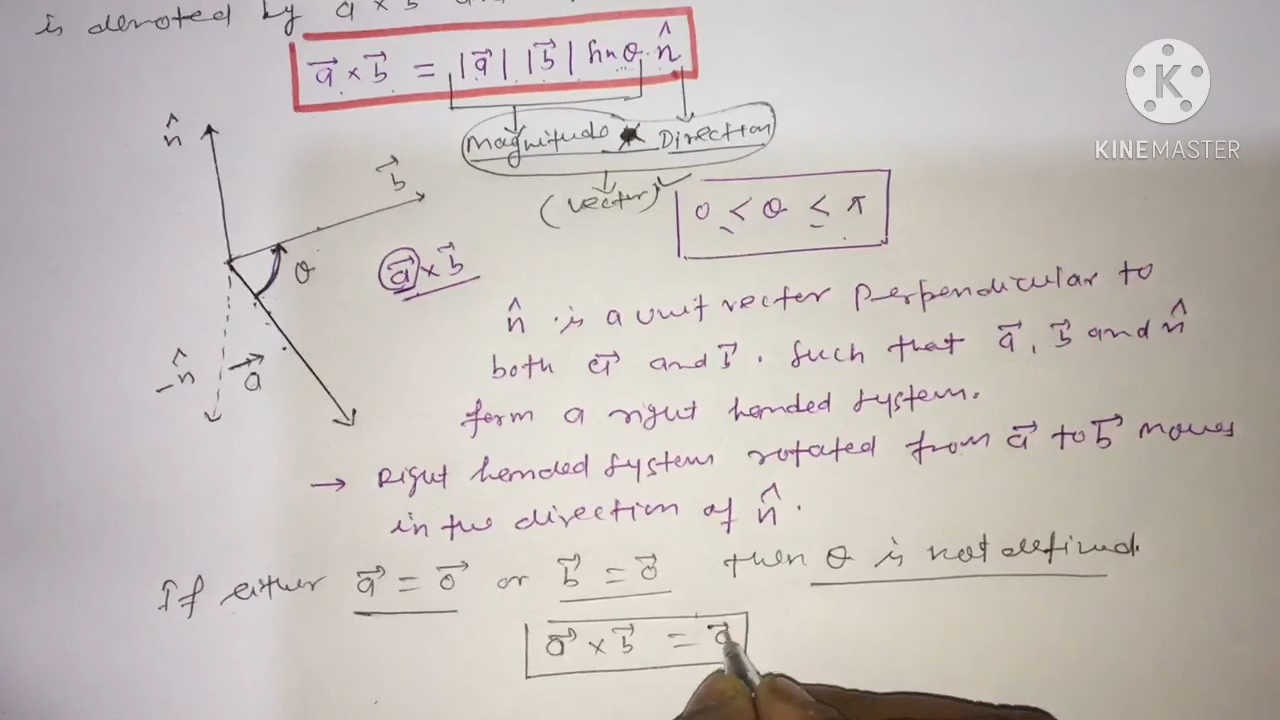 is denoted by a × b
a⃗ × b⃗ = |a⃗| |b⃗| sin θ. n̂
K
KINEMASTER
magnitude Direction
(vector)
0 < θ ≤ π
n̂
b⃗
θ
a⃗ × b⃗
-n̂
a⃗
n̂ is a unit vector perpendicular to
both a⃗ and b⃗. such that a⃗, b⃗ and n̂
form a right handed system.
→ Right handed system rotated from a⃗ to b⃗ moves
in the direction of n̂.
If either a⃗ = 0⃗ or b⃗ = 0⃗ then θ is not defined.
a⃗ × b⃗ = 0⃗